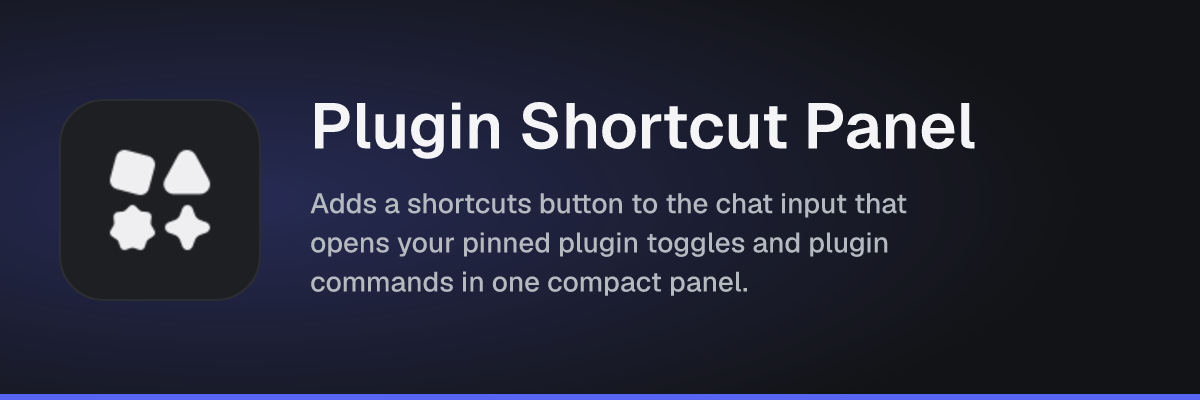 Plugin Shortcut Panel
Adds a shortcuts button to the chat input that
opens your pinned plugin toggles and plugin
commands in one compact panel.